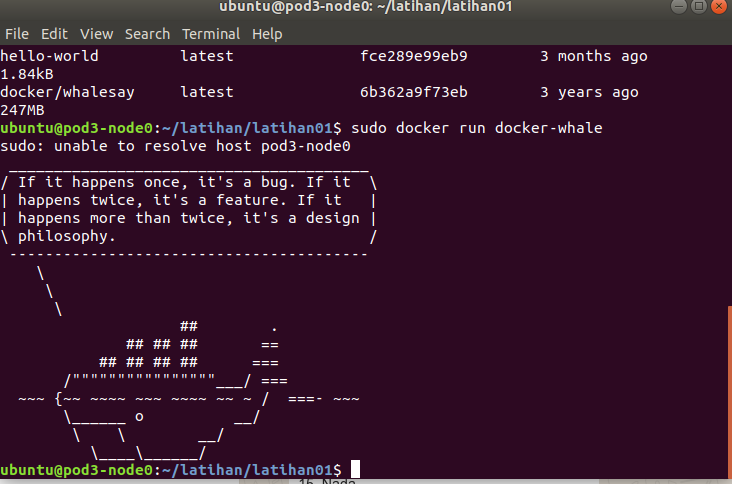 ubuntu@pod3-node0: ~/latihan/latihan01
File Edit View Search Terminal Help
hello-world         latest              fce289e99eb9        3 months ago
1.84kB
docker/whalesay     latest              6b362a9f73eb        3 years ago
247MB
ubuntu@pod3-node0:~/latihan/latihan01$ sudo docker run docker-whale
sudo: unable to resolve host pod3-node0
 ________________________________________
/ If it happens once, it's a bug. If it  \
| happens twice, it's a feature. If it   |
| happens more than twice, it's a design |
\ philosophy.                            /
 ----------------------------------------
    \
     \
      \
                    ##        .
              ## ## ##       ==
           ## ## ## ##      ===
       /""""""""""""""""___/ ===
  ~~~ {~~ ~~~~ ~~~ ~~~~ ~~ ~ /  ===- ~~~
       \______ o          __/
        \    \        __/
          \____\______/
ubuntu@pod3-node0:~/latihan/latihan01$